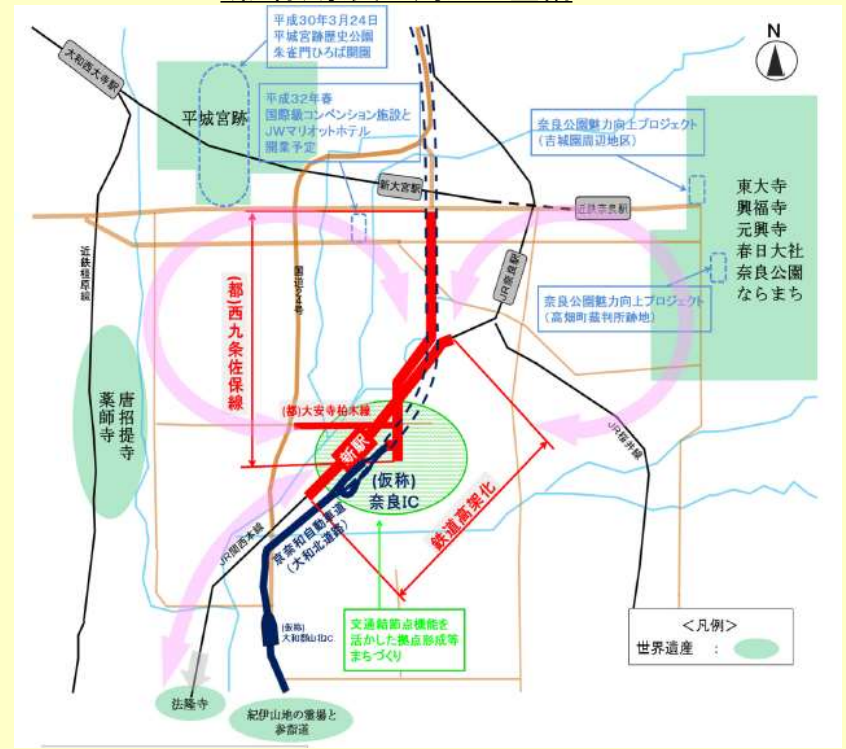 平成30年3月24日
平城宮跡歴史公園
朱雀門ひろば開園
N
大和西大寺駅
平城宮跡
平成32年春
国際級コンベンション施設と
JWマリオットホテル
開業予定
奈良公園魅力向上プロジェクト
(吉城園周辺地区)
新大宮駅
近鉄奈良駅
東大寺
興福寺
元興寺
春日大社
奈良公園
ならまち
近鉄橿原線
国道24号
JR奈良駅
(都)西九条佐保線
奈良公園魅力向上プロジェクト
(高畑町裁判所跡地)
唐招提寺
薬師寺
(都)大安寺柏木線
新駅
JR桜井線
(仮称)
奈良IC
鉄道高架化
JR関西本線
京奈和自動車道
(大和北道路)
(仮称)
大和郡山北IC
交通結節点機能を
活かした拠点形成等
まちづくり
<凡例>
世界遺産 :
法隆寺
紀伊山地の霊場と
参詣道